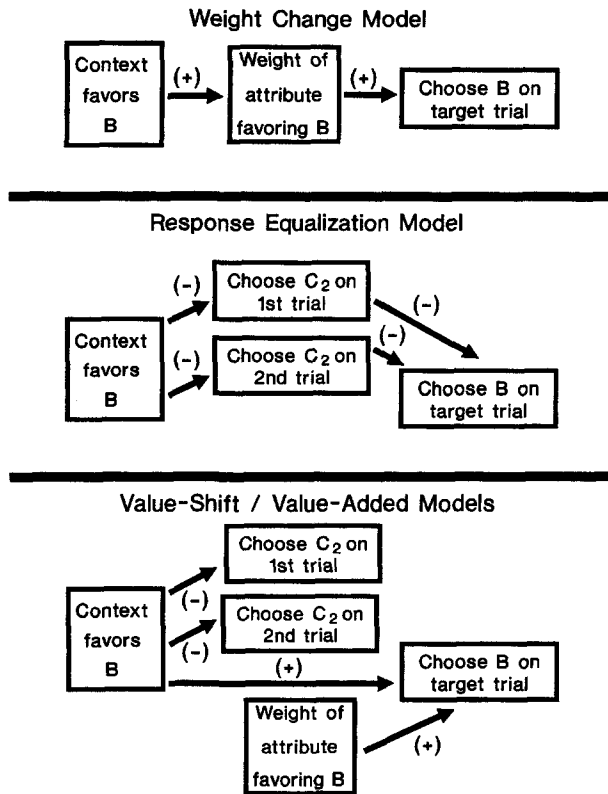 Weight Change Model
Context
favors
B
(+)
Weight of
attribute
favoring B
(+)
Choose B on
target trial
Response Equalization Model
Context
favors
B
(-)
(-)
Choose C₂ on
1st trial
Choose C₂ on
2nd trial
(-)
(-)
Choose B on
target trial
Value-Shift / Value-Added Models
Context
favors
B
(-)
(-)
Choose C₂ on
1st trial
Choose C₂ on
2nd trial
(+)
Choose B on
target trial
Weight of
attribute
favoring B
(+)